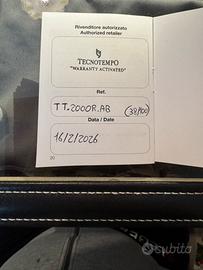 Rivenditore autorizzato
Authorized retailer
TECNOTEMPO
"WARRANTY ACTIVATED"
Ref.
TT.2000R.AB (38/100)
Data / Date
16/2/2026
20
subito